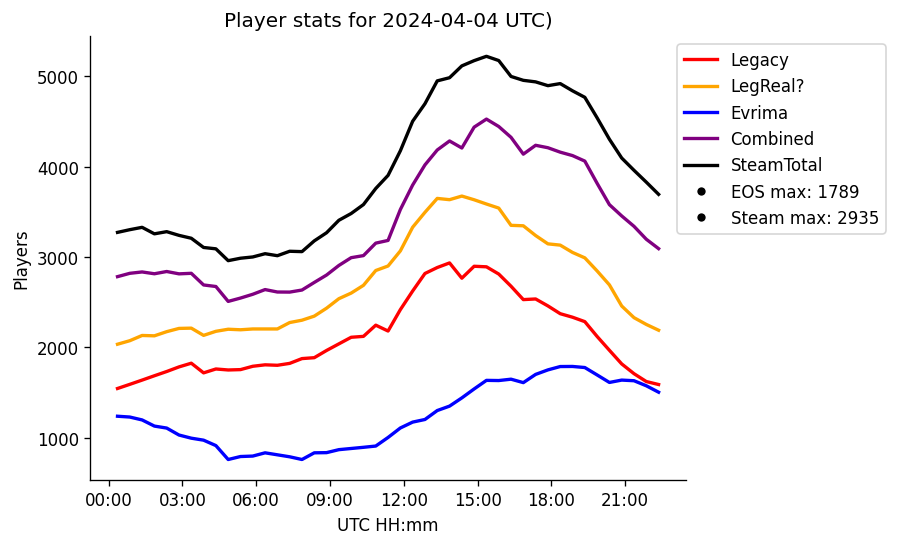 Player stats for 2024-04-04 UTC)
Players
5000
4000
3000
2000
1000
00:00 03:00 06:00 09:00 12:00 15:00 18:00 21:00
UTC HH:mm
Legacy
LegReal?
Evrima
Combined
SteamTotal
EOS max: 1789
Steam max: 2935